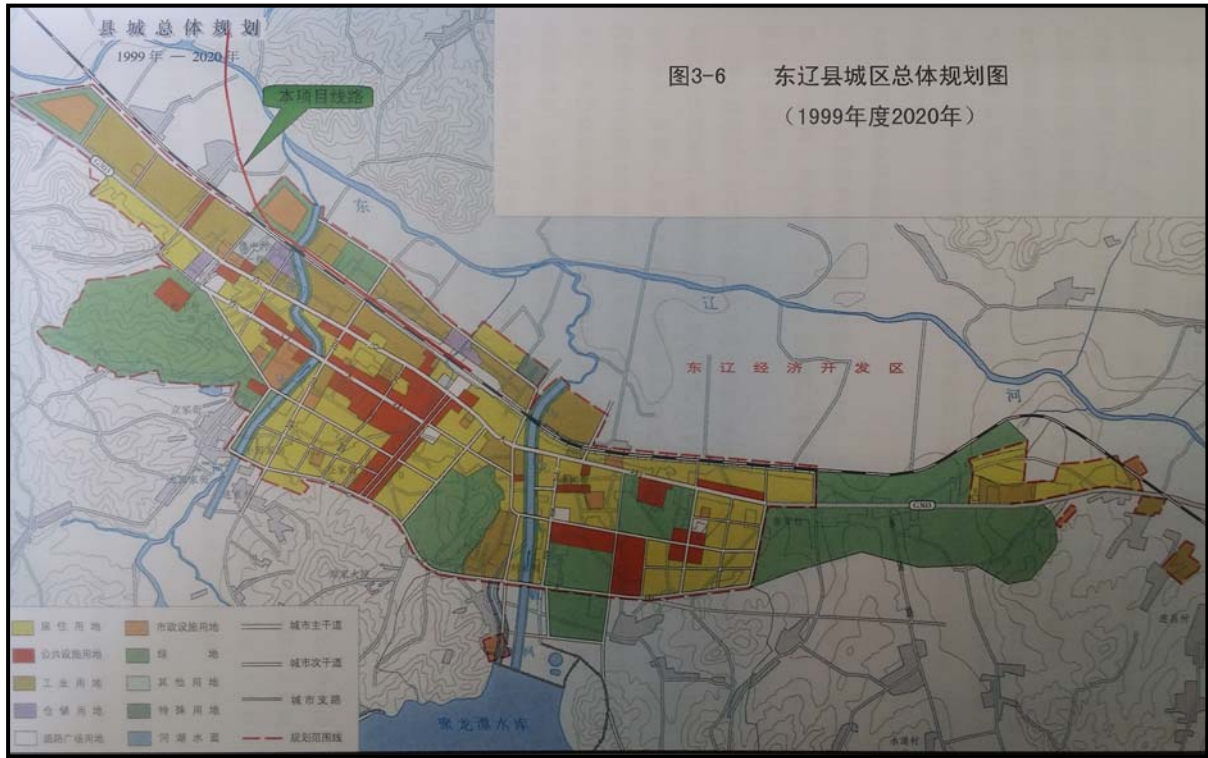 县城总体规划
1999年 — 2020年
图3-6 东辽县城区总体规划图
（1999年度2020年）
本项目线路
G303
东
辽
河
东辽经济开发区
G303
聚龙潭水库
居住用地
市政设施用地
城市主干道
公共设施用地
绿地
城市次干道
工业用地
其他用地
城市支路
仓储用地
特殊用地
规划范围线
道路广场用地
河湖水面